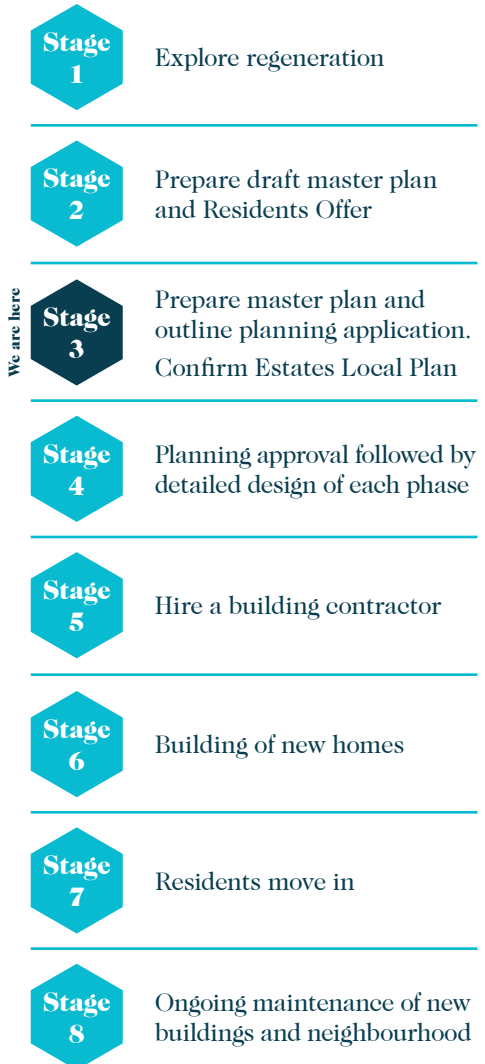 Stage
1
Explore regeneration
Stage
2
Prepare draft master plan
and Residents Offer
We are here
Stage
3
Prepare master plan and
outline planning application.
Confirm Estates Local Plan
Stage
4
Planning approval followed by
detailed design of each phase
Stage
5
Hire a building contractor
Stage
6
Building of new homes
Stage
7
Residents move in
Stage
8
Ongoing maintenance of new
buildings and neighbourhood